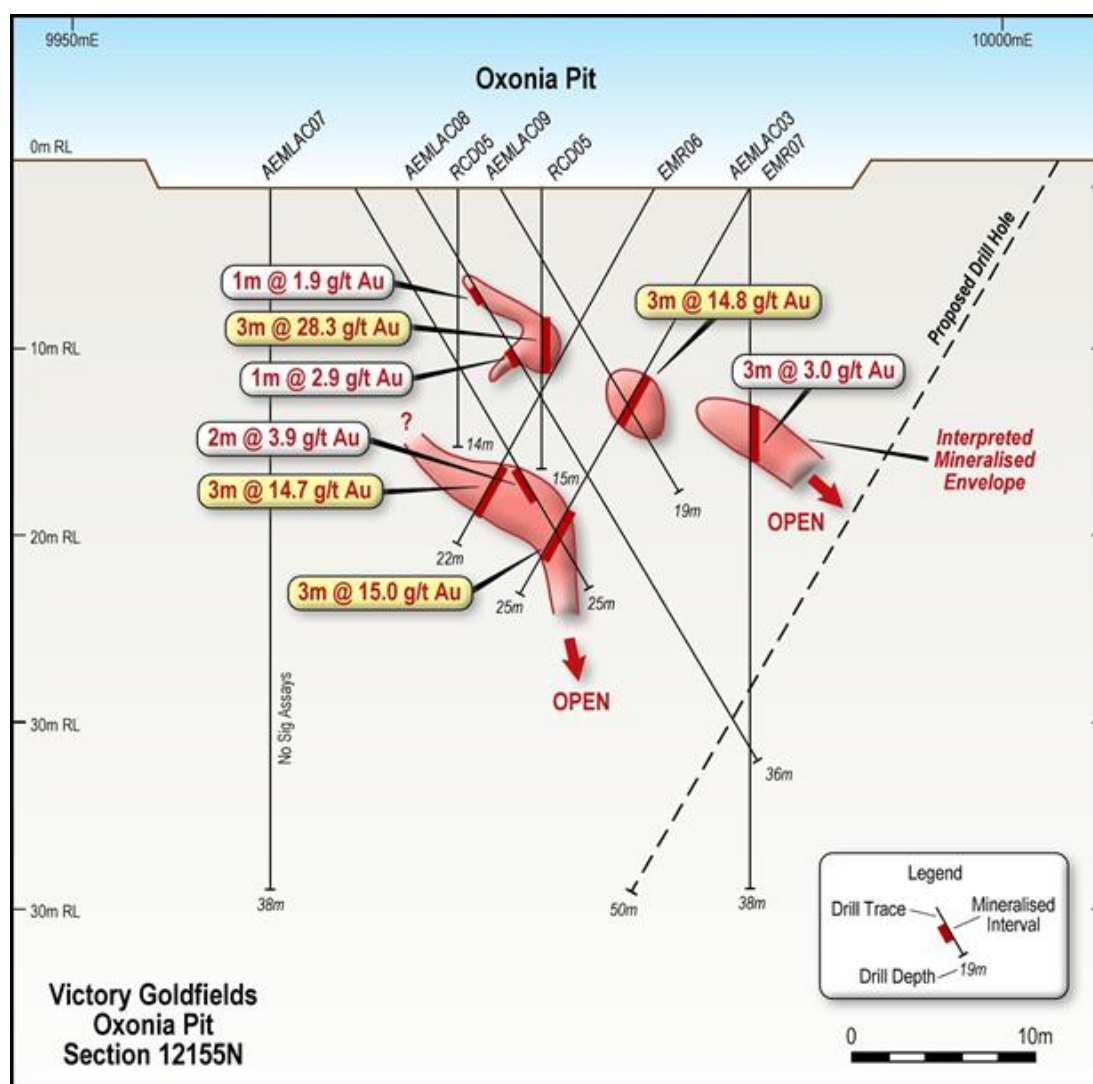 9950mE
10000mE
Oxonia Pit
0m RL
AEMLAC07
AEMLAC08
RCD05
AEMLAC09
RCD05
EMR06
AEMLAC03
EMR07
Proposed Drill Hole
1m @ 1.9 g/t Au
3m @ 28.3 g/t Au
1m @ 2.9 g/t Au
3m @ 14.8 g/t Au
10m RL
3m @ 3.0 g/t Au
?
2m @ 3.9 g/t Au
3m @ 14.7 g/t Au
14m
15m
19m
Interpreted
Mineralised
Envelope
OPEN
20m RL
22m
3m @ 15.0 g/t Au
25m
25m
OPEN
No Sig Assays
30m RL
36m
38m
50m
38m
30m RL
Legend
Drill Trace
Mineralised
Interval
Drill Depth
19m
Victory Goldfields
Oxonia Pit
Section 12155N
0
10m